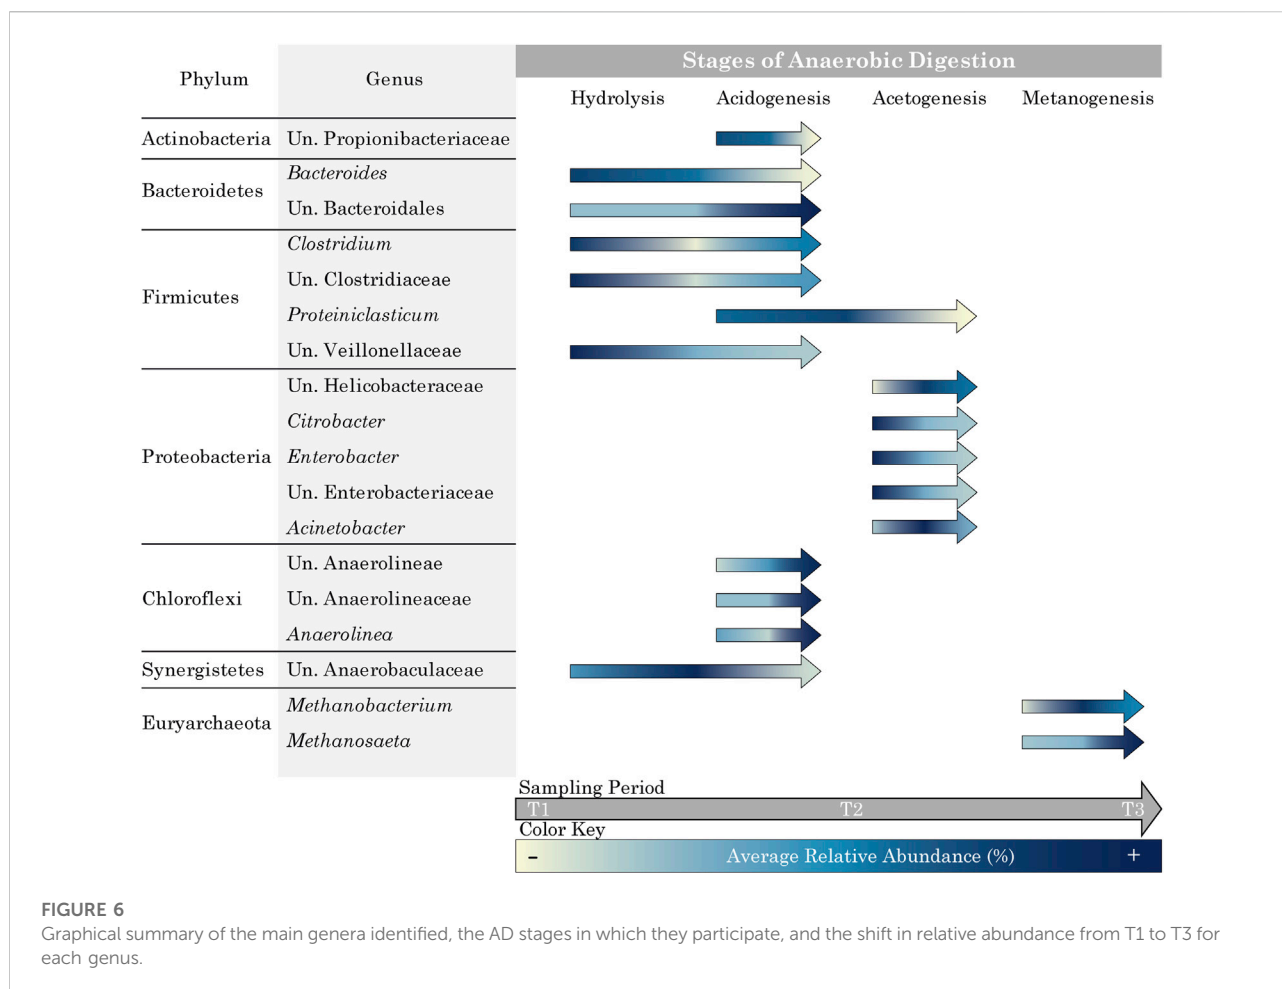 Stages of Anaerobic Digestion
Phylum Genus
Hydrolysis Acidogenesis Acetogenesis Metanogenesis
Actinobacteria Un. Propionibacteriaceae
Bacteroidetes
Bacteroides
Un. Bacteroidales
Firmicutes
Clostridium
Un. Clostridiaceae
Proteiniclasticum
Un. Veillonellaceae
Proteobacteria
Un. Helicobacteraceae
Citrobacter
Enterobacter
Un. Enterobacteriaceae
Acinetobacter
Chloroflexi
Un. Anaerolineae
Un. Anaerolineaceae
Anaerolinea
Synergistetes Un. Anaerobaculaceae
Euryarchaeota
Methanobacterium
Methanosaeta
Sampling Period
T1 T2 T3
Color Key
- Average Relative Abundance (%) +
FIGURE 6
Graphical summary of the main genera identified, the AD stages in which they participate, and the shift in relative abundance from T1 to T3 for
each genus.